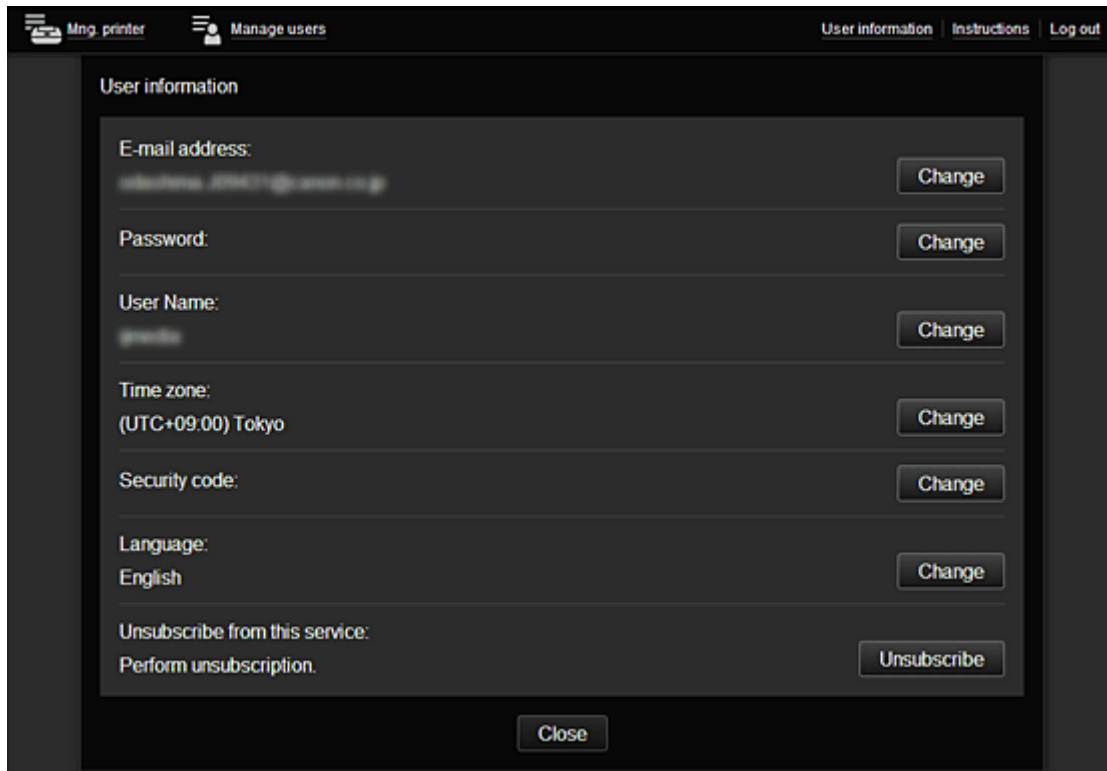 Mng. printer Manage users User information Instructions Log out
User information
E-mail address:
Change
Password:
Change
User Name:
Change
Time zone:
(UTC+09:00) Tokyo
Change
Security code:
Change
Language:
English
Change
Unsubscribe from this service:
Perform unsubscription.
Unsubscribe
Close